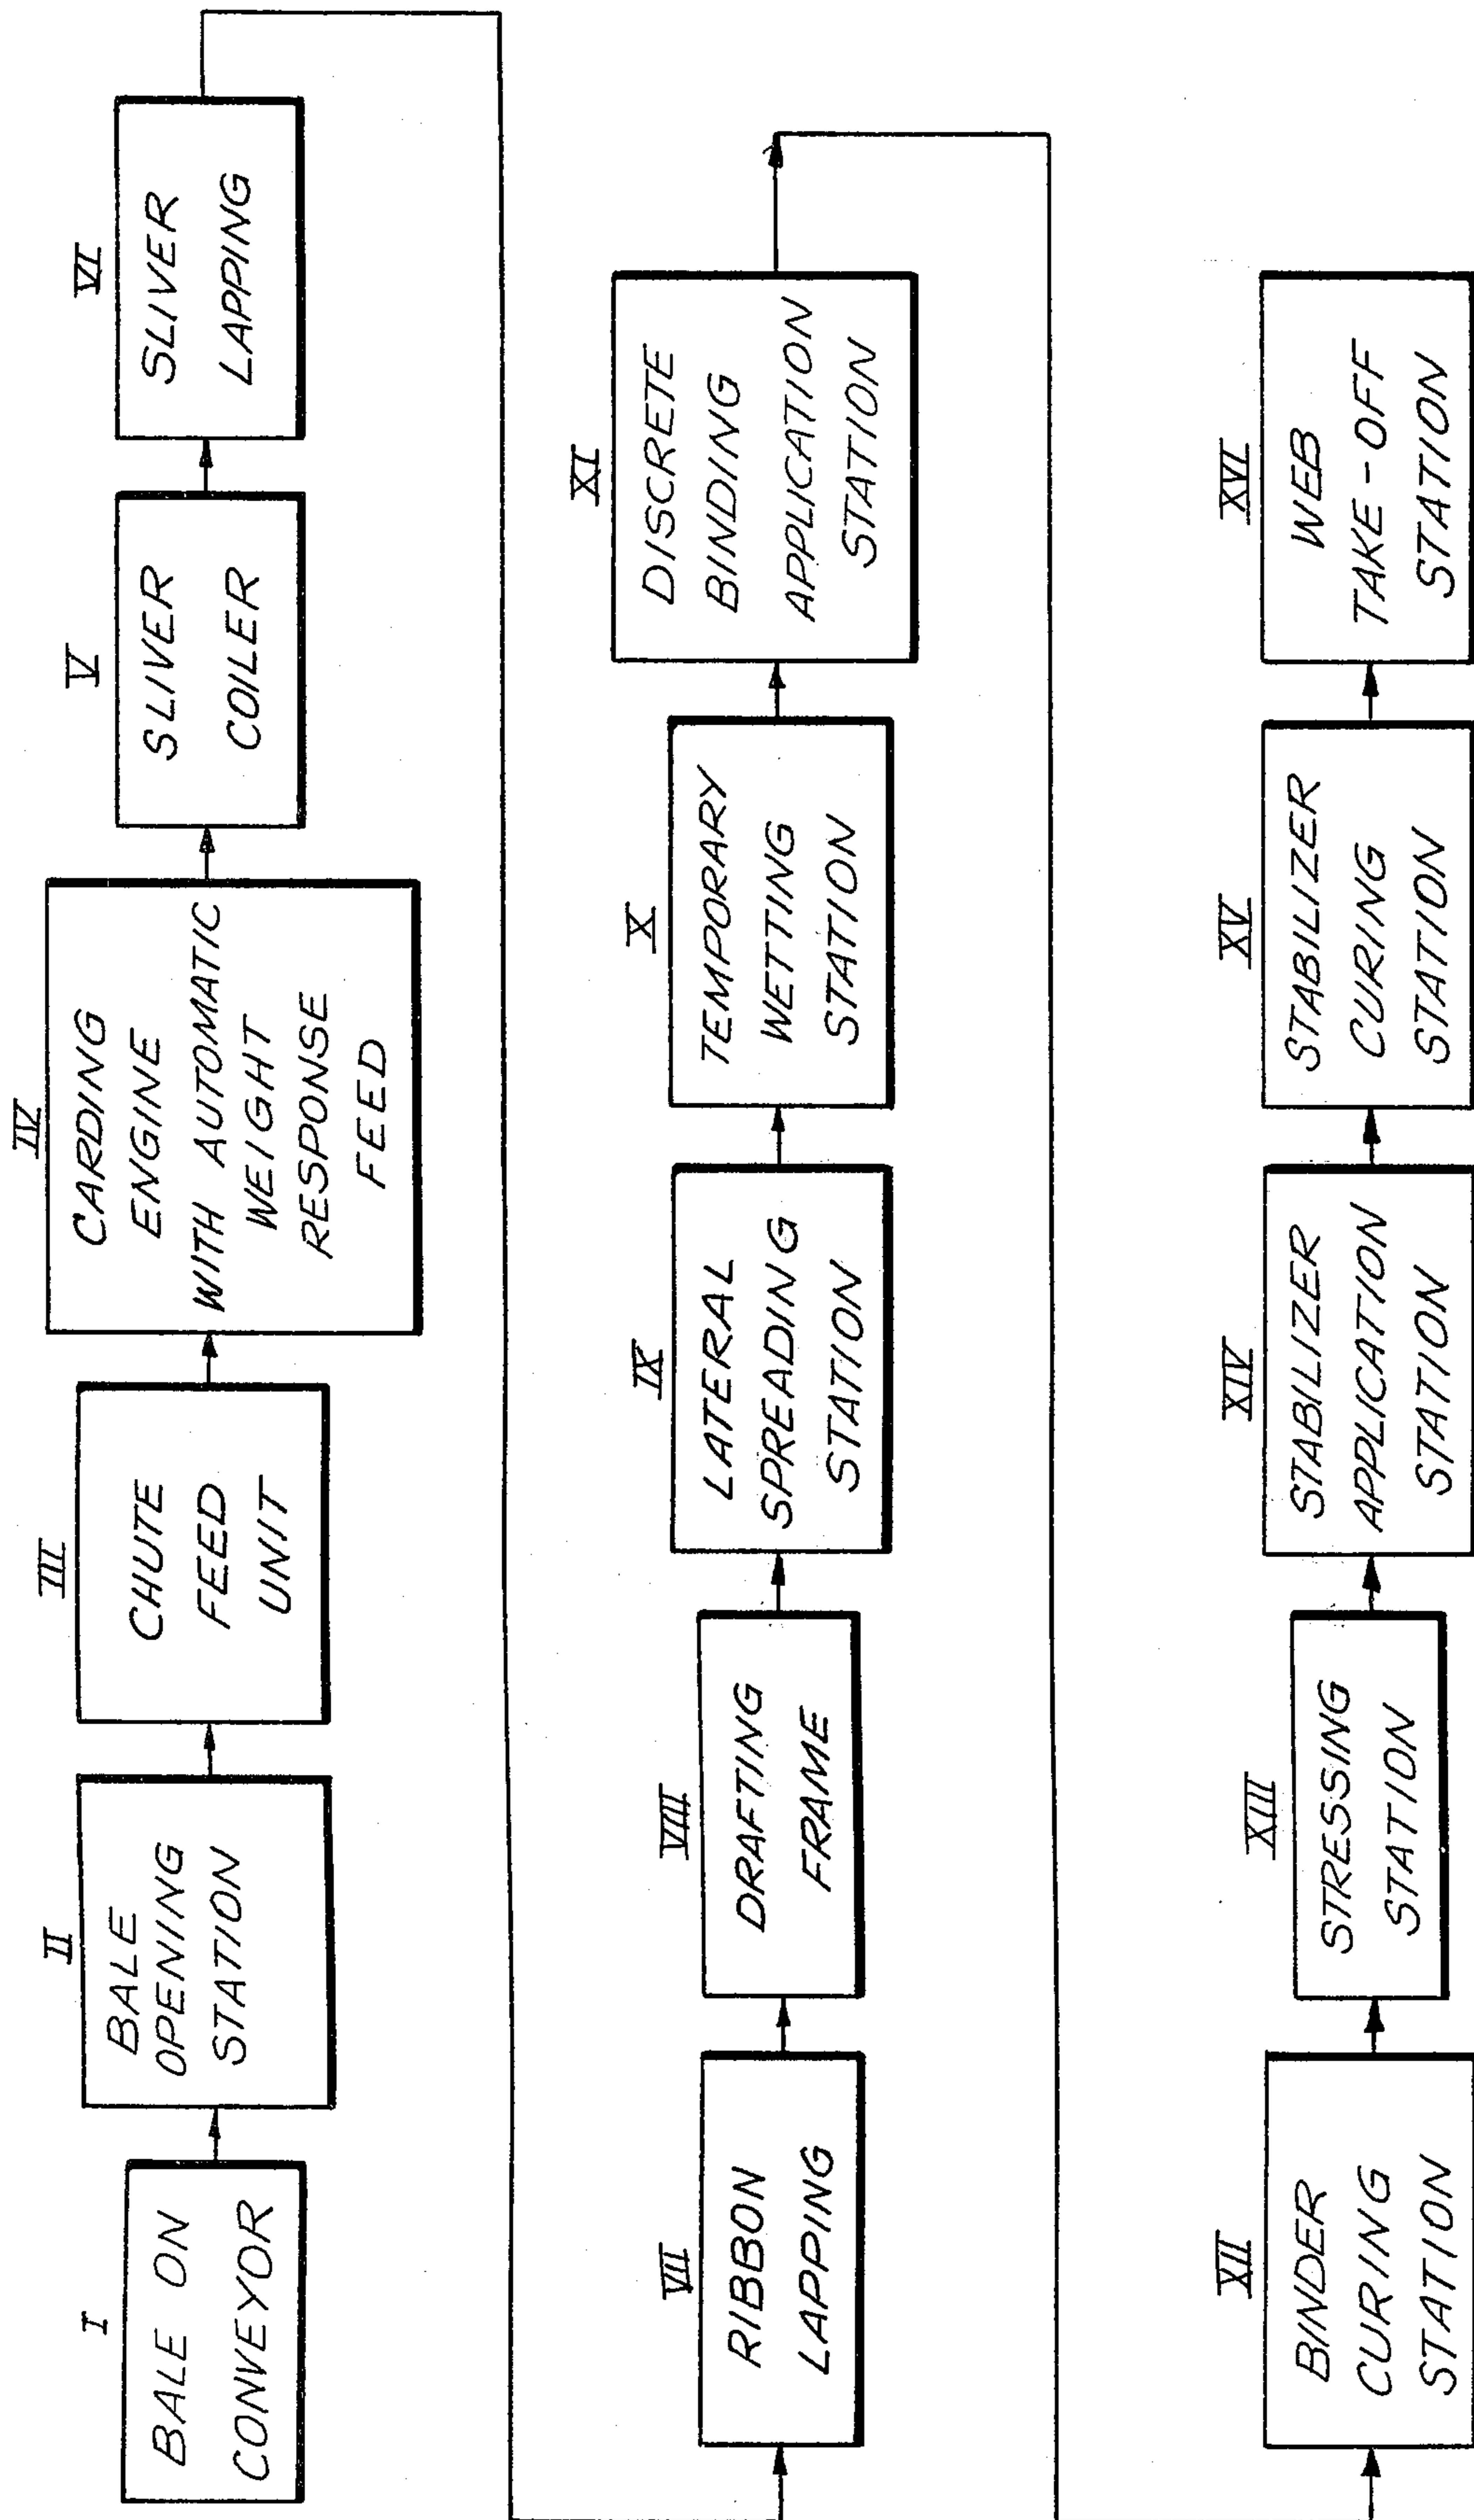 I
BALE ON
CONVEYOR
II
BALE
OPENING
STATION
III
CHUTE
FEED
UNIT
IV
CARDING
ENGINE
WITH AUTOMATIC
WEIGHT
RESPONSE
FEED
V
SLIVER
COILER
VI
SLIVER
LAPPING
VII
RIBBON
LAPPING
VIII
DRAFTING
FRAME
IX
LATERAL
SPREADING
STATION
X
TEMPORARY
WETTING
STATION
XI
DISCRETE
BINDING
APPLICATION
STATION
XII
BINDER
CURING
STATION
XIII
STRESSING
STATION
XIV
STABILIZER
APPLICATION
STATION
XV
STABILIZER
CURING
STATION
XVI
WEB
TAKE-OFF
STATION